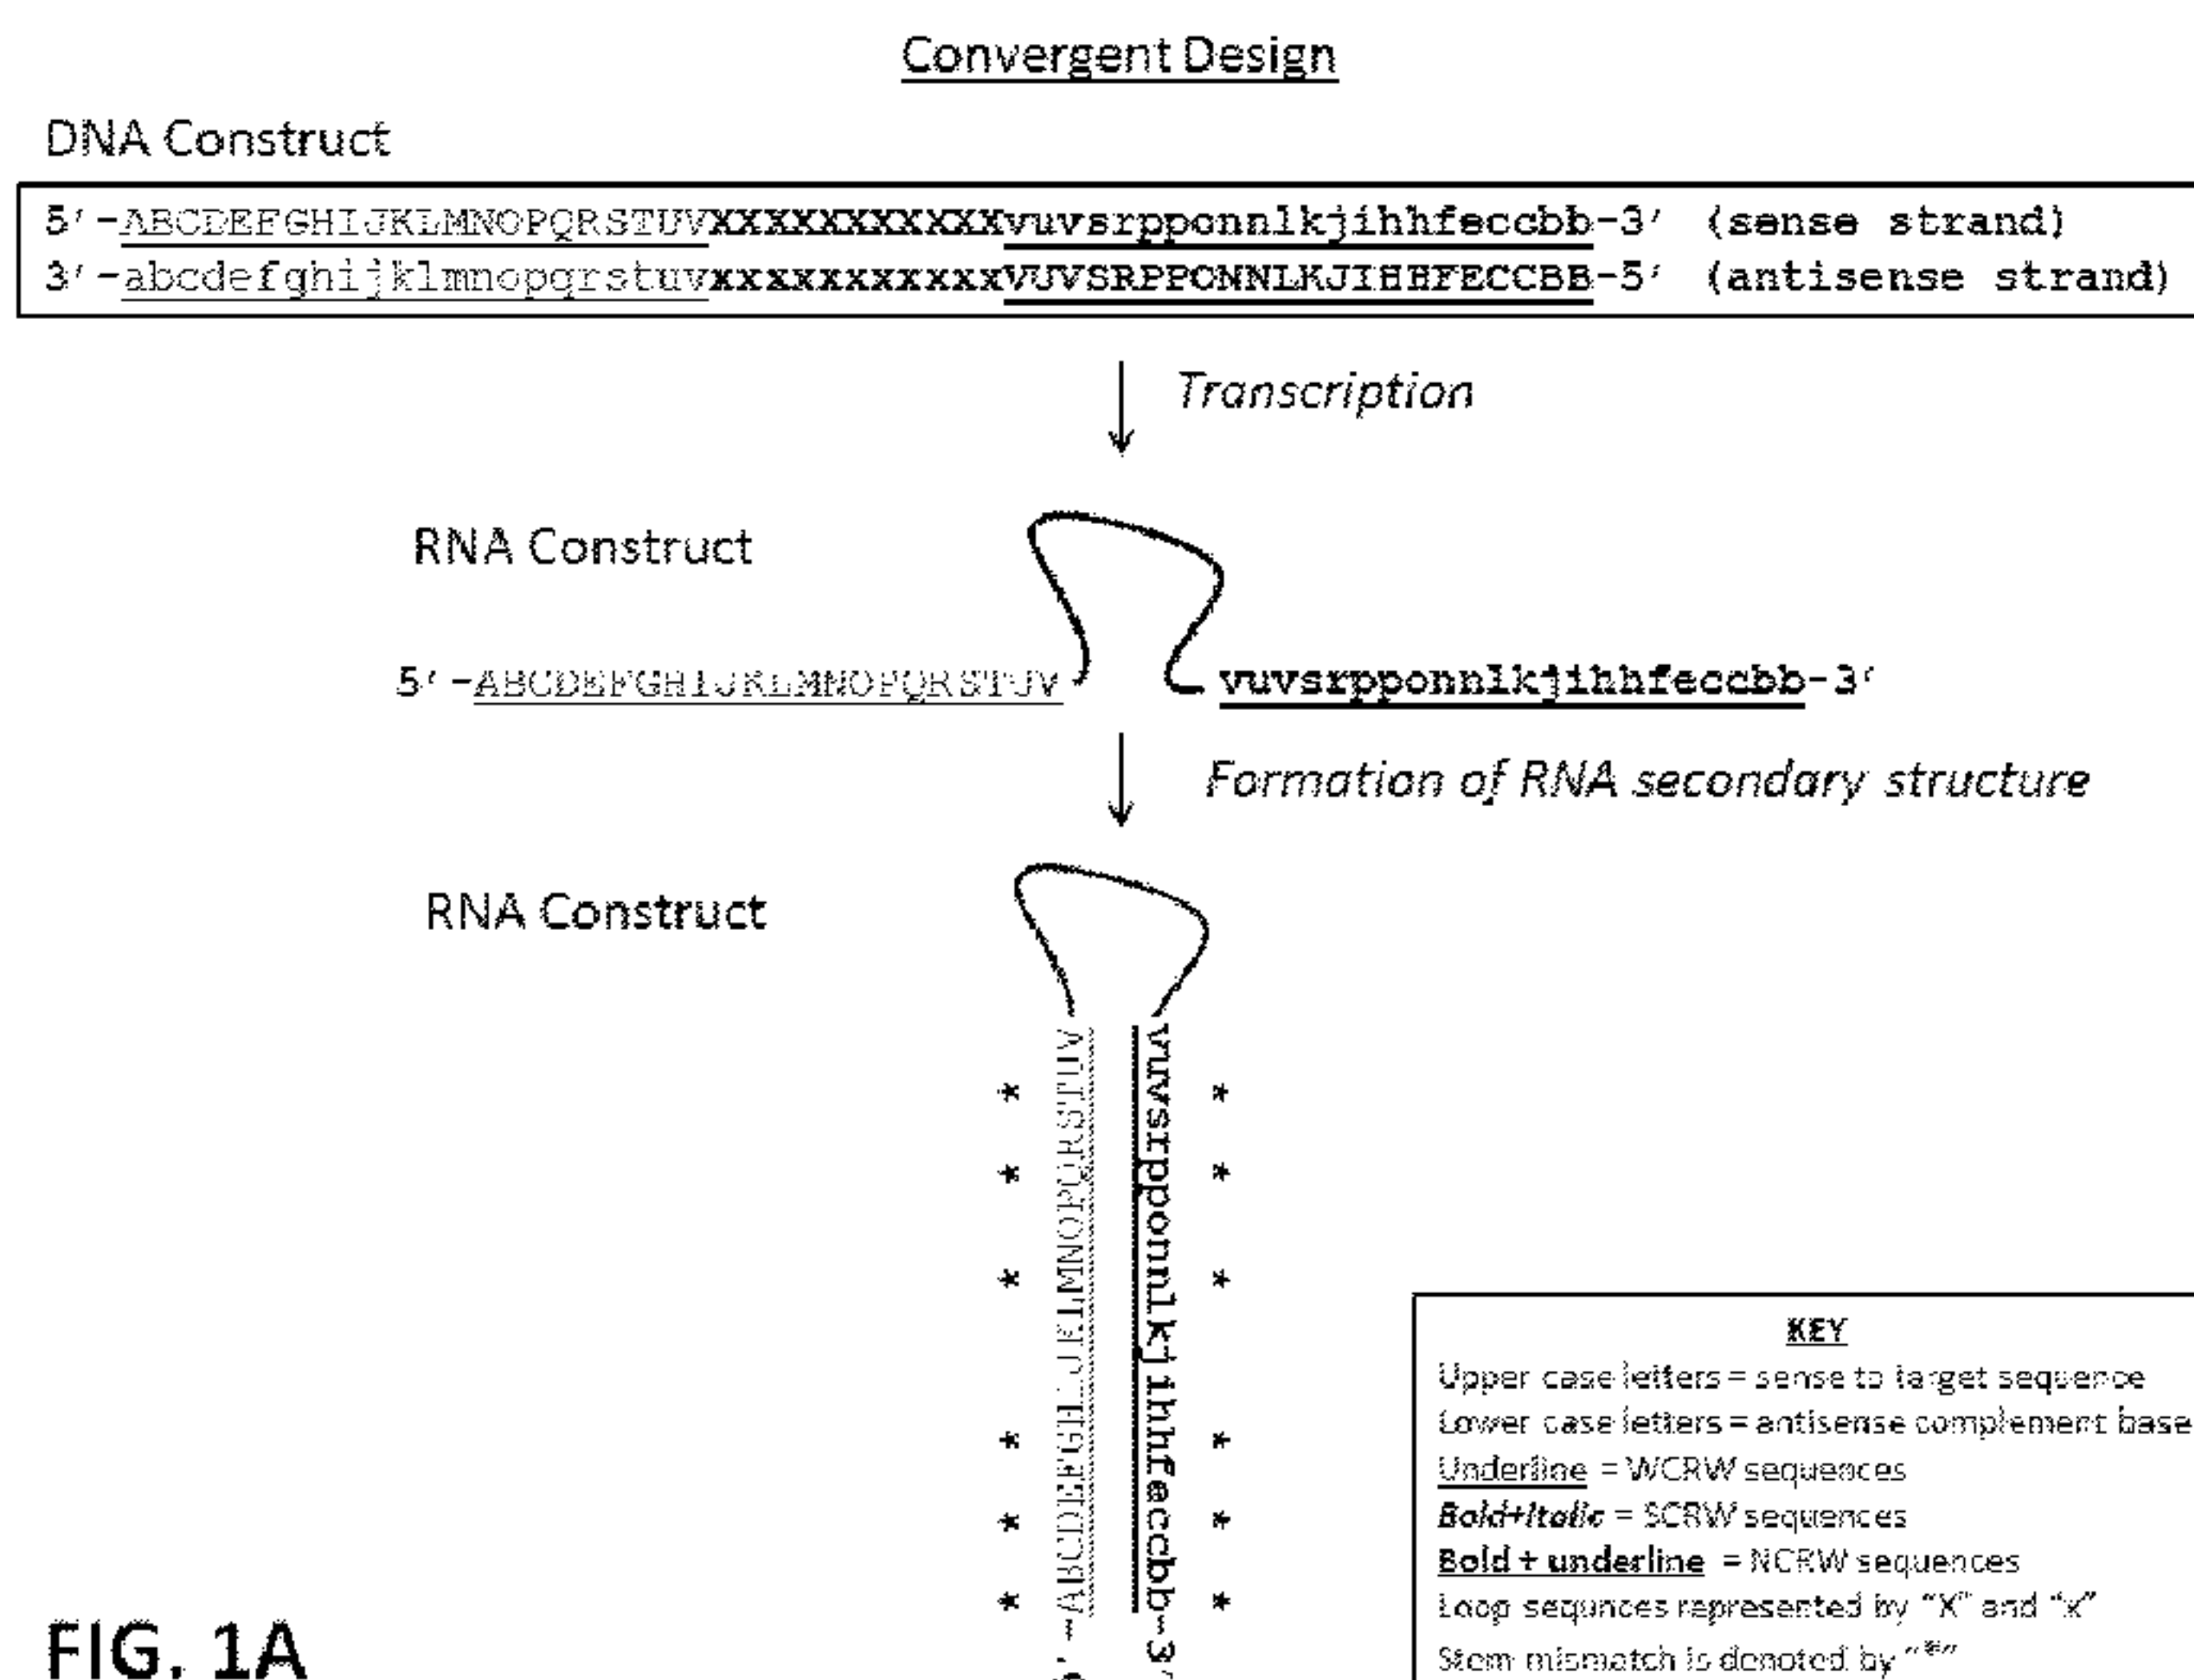 Convergent Design
DNA Construct
5'-ABCDEFGHIJKLMNOPQRSTUVXXXXXXXXXXXvuvsrpponnlkjihhfeccbb-3' (sense strand)
3'-abcdefghijklmnopqrstuvxxxxxxxxxxxVUVSRPPONNLKJIHHFECCBB-5' (antisense strand)
Transcription
RNA Construct
5'-ABCDEFGHIJKLMNOPQRSTUV vuvsrpponnlkjihhfeccbb-3'
Formation of RNA secondary structure
RNA Construct
-ABCDEFGHIJKLMNOPQRSTUV
vuvsrpponnlkjihhfeccbb-3'
* *
* *
* *
* *
* *
* *
KEY
Upper case letters = sense to target sequence
Lower case letters = antisense complement base
Underline = WCRW sequences
Bold+Italic = SCRW sequences
Bold + underline = NCRW sequences
Loop sequnces represented by "X" and "x"
Stem mismatch is denoted by "*"
FIG. 1A